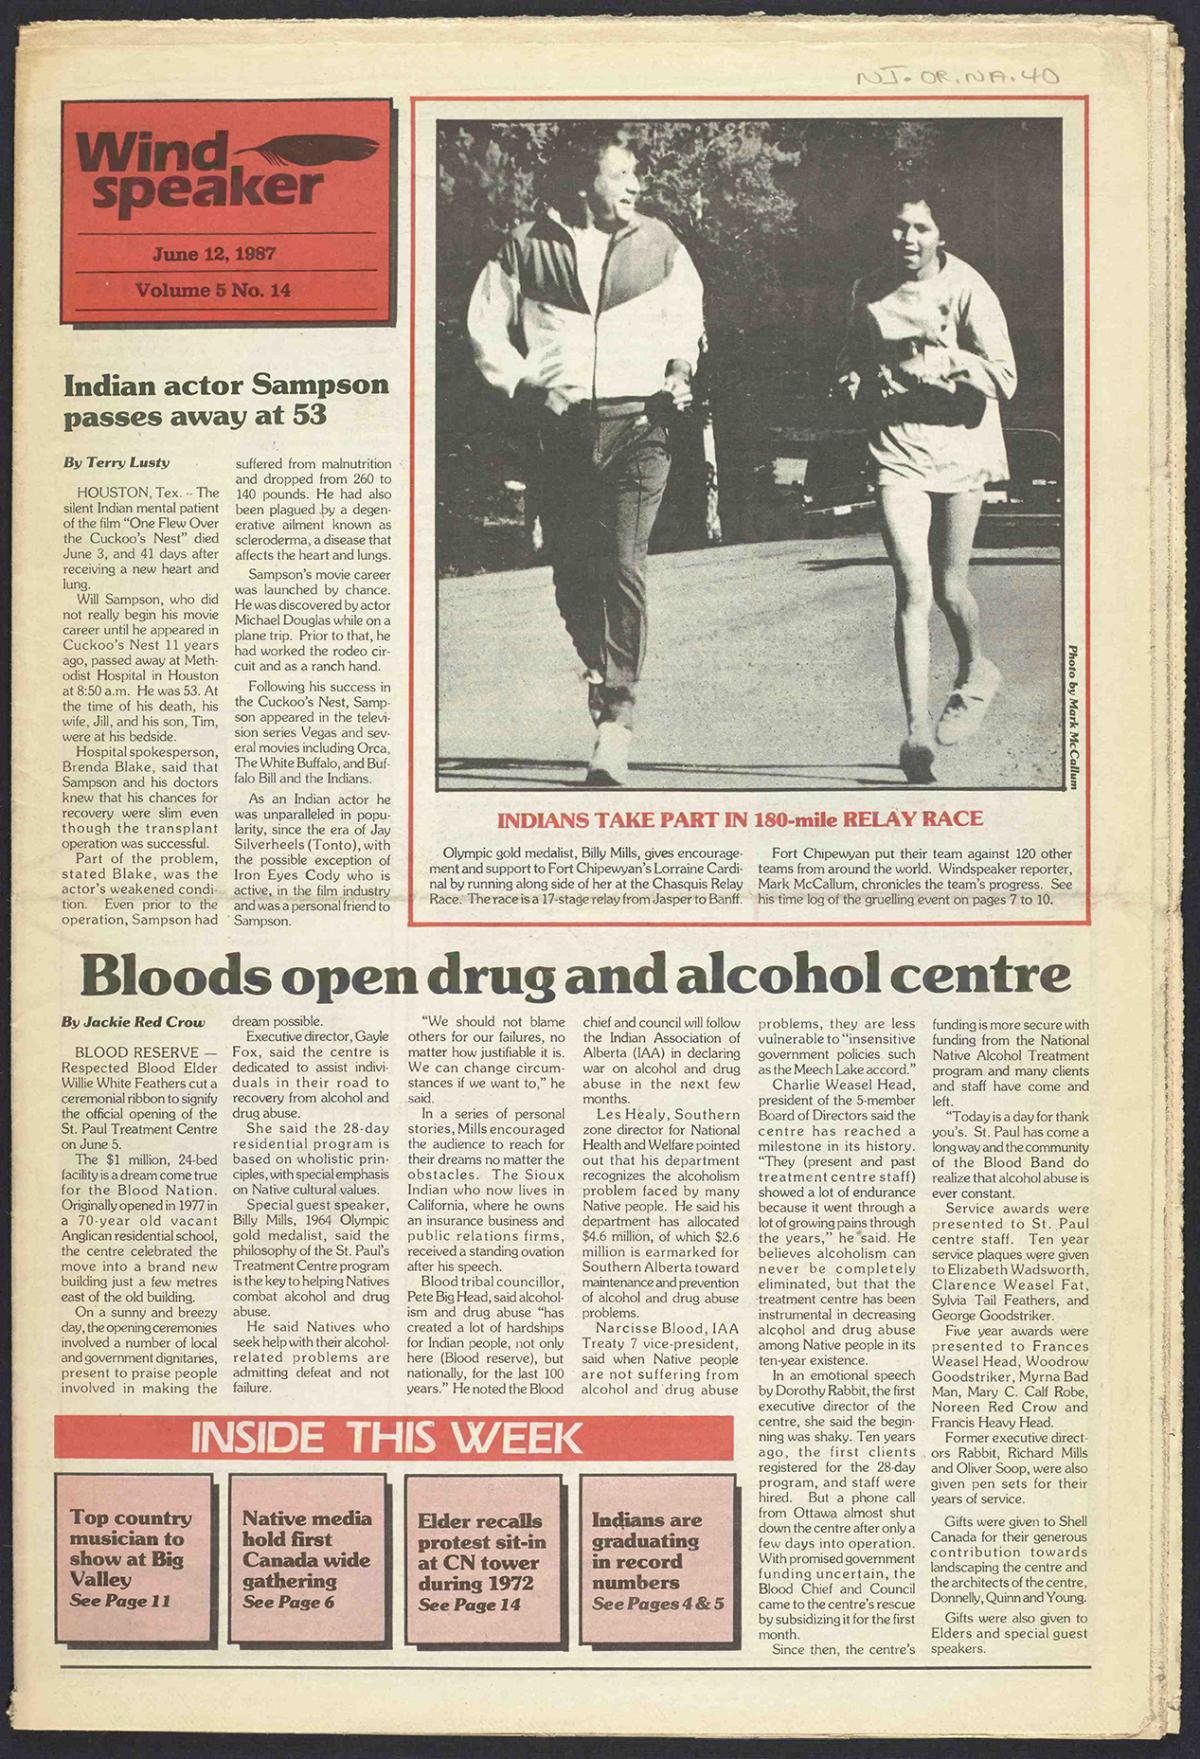 NJ. OR. NA. 40
Wind
speaker
June 12, 1987
Volume 5 No. 14
Indian actor Sampson
passes away at 53
By Terry Lusty
HOUSTON, Tex. -- The
silent Indian mental patient
of the film “One Flew Over
the Cuckoo's Nest” died
June 3, and 41 days after
receiving a new heart and
lung.
Will Sampson, who did
not really begin his movie
career until he appeared in
Cuckoo's Nest 11 years
ago, passed away at Meth-
odist Hospital in Houston
at 8:50 a.m. He was 53. At
the time of his death, his
wife, Jill, and his son, Tim,
were at his bedside.
Hospital spokesperson,
Brenda Blake, said that
Sampson and his doctors
knew that his chances for
recovery were slim even
though the transplant
operation was successful.
Part of the problem,
stated Blake, was the
actor's weakened condi-
tion. Even prior to the
operation, Sampson had
suffered from malnutrition
and dropped from 260 to
140 pounds. He had also
been plagued by a degen-
erative ailment known as
scleroderma, a disease that
affects the heart and lungs.
Sampson's movie career
was launched by chance.
He was discovered by actor
Michael Douglas while on a
plane trip. Prior to that, he
had worked the rodeo cir-
cuit and as a ranch hand.
Following his success in
the Cuckoo's Nest, Samp-
son appeared in the televi-
sion series Vegas and sev-
eral movies including Orca,
The White Buffalo, and Buf-
falo Bill and the Indians.
As an Indian actor he
was unparalleled in popu-
larity, since the era of Jay
Silverheels (Tonto), with
the possible exception of
Iron Eyes Cody who is
active, in the film industry
and was a personal friend to
Sampson.
Photo by Mark McCallum
INDIANS TAKE PART IN 180-mile RELAY RACE
Olympic gold medalist, Billy Mills, gives encourage-
ment and support to Fort Chipewyan's Lorraine Cardi-
nal by running along side of her at the Chasquis Relay
Race. The race is a 17-stage relay from Jasper to Banff.
Fort Chipewyan put their team against 120 other
teams from around the world. Windspeaker reporter,
Mark McCallum, chronicles the team's progress. See
his time log of the gruelling event on pages 7 to 10.
Bloods open drug and alcohol centre
By Jackie Red Crow
BLOOD RESERVE —
Respected Blood Elder
Willie White Feathers cut a
ceremonial ribbon to signify
the official opening of the
St. Paul Treatment Centre
on June 5.
The $1 million, 24-bed
facility is a dream come true
for the Blood Nation.
Originally opened in 1977 in
a 70-year old vacant
Anglican residential school,
the centre celebrated the
move into a brand new
building just a few metres
east of the old building.
On a sunny and breezy
day, the opening ceremonies
involved a number of local
and government dignitaries,
present to praise people
involved in making the
dream possible.
Executive director, Gayle
Fox, said the centre is
dedicated to assist indivi-
duals in their road to
recovery from alcohol and
drug abuse.
She said the 28-day
residential program is
based on wholistic prin-
ciples, with special emphasis
on Native cultural values.
Special guest speaker,
Billy Mills, 1964 Olympic
gold medalist, said the
philosophy of the St. Paul's
Treatment Centre program
is the key to helping Natives
combat alcohol and drug
abuse.
He said Natives who
seek help with their alcohol-
related problems are
admitting defeat and not
failure.
“We should not blame
others for our failures, no
matter how justifiable it is.
We can change circum-
stances if we want to,” he
said.
In a series of personal
stories, Mills encouraged
the audience to reach for
their dreams no matter the
obstacles. The Sioux
Indian who now lives in
California, where he owns
an insurance business and
public relations firms,
received a standing ovation
after his speech.
Blood tribal councillor,
Pete Big Head, said alcohol-
ism and drug abuse “has
created a lot of hardships
for Indian people, not only
here (Blood reserve), but
nationally, for the last 100
years.” He noted the Blood
chief and council will follow
the Indian Association of
Alberta (IAA) in declaring
war on alcohol and drug
abuse in the next few
months.
Les Healy, Southern
zone director for National
Health and Welfare pointed
out that his department
recognizes the alcoholism
problem faced by many
Native people. He said his
department has allocated
$4.6 million, of which $2.6
million is earmarked for
Southern Alberta toward
maintenance and prevention
of alcohol and drug abuse
problems.
Narcisse Blood, IAA
Treaty 7 vice-president,
said when Native people
are not suffering from
alcohol and drug abuse
problems, they are less
vulnerable to “insensitive
government policies such
as the Meech Lake accord.”
Charlie Weasel Head,
president of the 5-member
Board of Directors said the
centre has reached a
milestone in its history.
“They (present and past
treatment centre staff)
showed a lot of endurance
because it went through a
lot of growing pains through
the years,” he said. He
believes alcoholism can
never be completely
eliminated, but that the
treatment centre has been
instrumental in decreasing
alcohol and drug abuse
among Native people in its
ten-year existence.
In an emotional speech
by Dorothy Rabbit, the first
executive director of the
centre, she said the begin-
ning was shaky. Ten years
ago, the first clients
registered for the 28-day
program, and staff were
hired. But a phone call
from Ottawa almost shut
down the centre after only a
few days into operation.
With promised government
funding uncertain, the
Blood Chief and Council
came to the centre's rescue
by subsidizing it for the first
month.
Since then, the centre's
funding is more secure with
funding from the National
Native Alcohol Treatment
program and many clients
and staff have come and
left.
“Today is a day for thank
you's. St. Paul has come a
long way and the community
of the Blood Band do
realize that alcohol abuse is
ever constant.
Service awards were
presented to St. Paul
centre staff. Ten year
service plaques were given
to Elizabeth Wadsworth,
Clarence Weasel Fat,
Sylvia Tail Feathers, and
George Goodstriker.
Five year awards were
presented to Frances
Weasel Head, Woodrow
Goodstriker, Myrna Bad
Man, Mary C. Calf Robe,
Noreen Red Crow and
Francis Heavy Head.
Former executive direct-
ors Rabbit, Richard Mills
and Oliver Soop, were also
given pen sets for their
years of service.
Gifts were given to Shell
Canada for their generous
contribution towards
landscaping the centre and
the architects of the centre,
Donnelly, Quinn and Young.
Gifts were also given to
Elders and special guest
speakers.
INSIDE THIS WEEK
Top country
musician to
show at Big
Valley
See Page 11
Native media
hold first
Canada wide
gathering
See Page 6
Elder recalls
protest sit-in
at CN tower
during 1972
See Page 14
Indians are
graduating
in record
numbers
See Pages 4 & 5